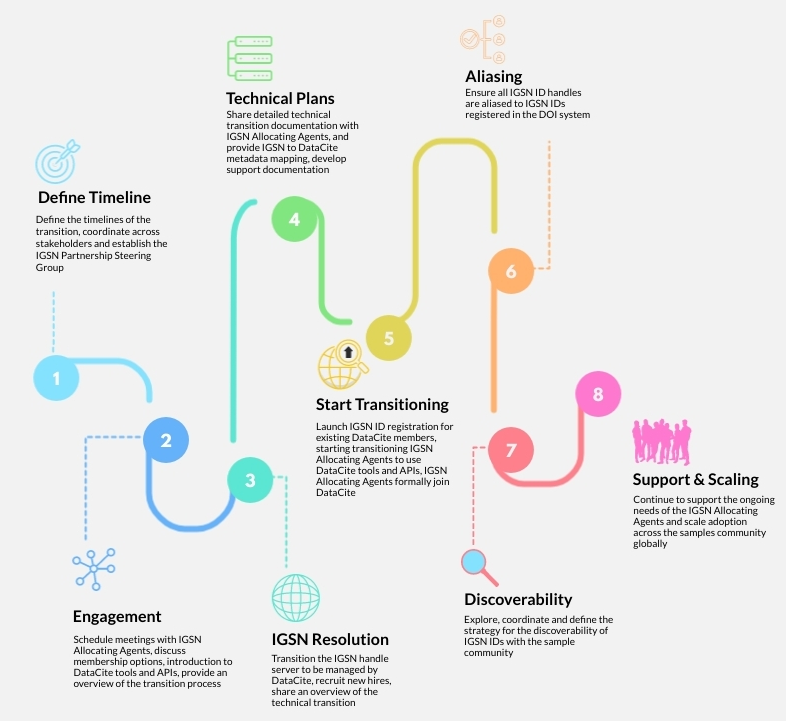 Define Timeline
Define the timelines of the
transition, coordinate across
stakeholders and establish the
IGSN Partnership Steering
Group
1
2
Engagement
Schedule meetings with IGSN
Allocating Agents, discuss
membership options, introduction to
DataCite tools and APIs, provide an
overview of the transition process
3
IGSN Resolution
Transition the IGSN handle
server to be managed by
DataCite, recruit new hires,
share an overview of the
technical transition
Technical Plans
Share detailed technical
transition documentation with
IGSN Allocating Agents, and
provide IGSN to DataCite
metadata mapping, develop
support documentation
4
5
Start Transitioning
Launch IGSN ID registration for
existing DataCite members,
starting transitioning IGSN
Allocating Agents to use
DataCite tools and APIs, IGSN
Allocating Agents formally join
DataCite
Aliasing
Ensure all IGSN ID handles
are aliased to IGSN IDs
registered in the DOI system
6
7
Discoverability
Explore, coordinate and define the
strategy for the discoverability of
IGSN IDs with the sample
community
8
Support & Scaling
Continue to support the ongoing
needs of the IGSN Allocating
Agents and scale adoption
across the samples community
globally